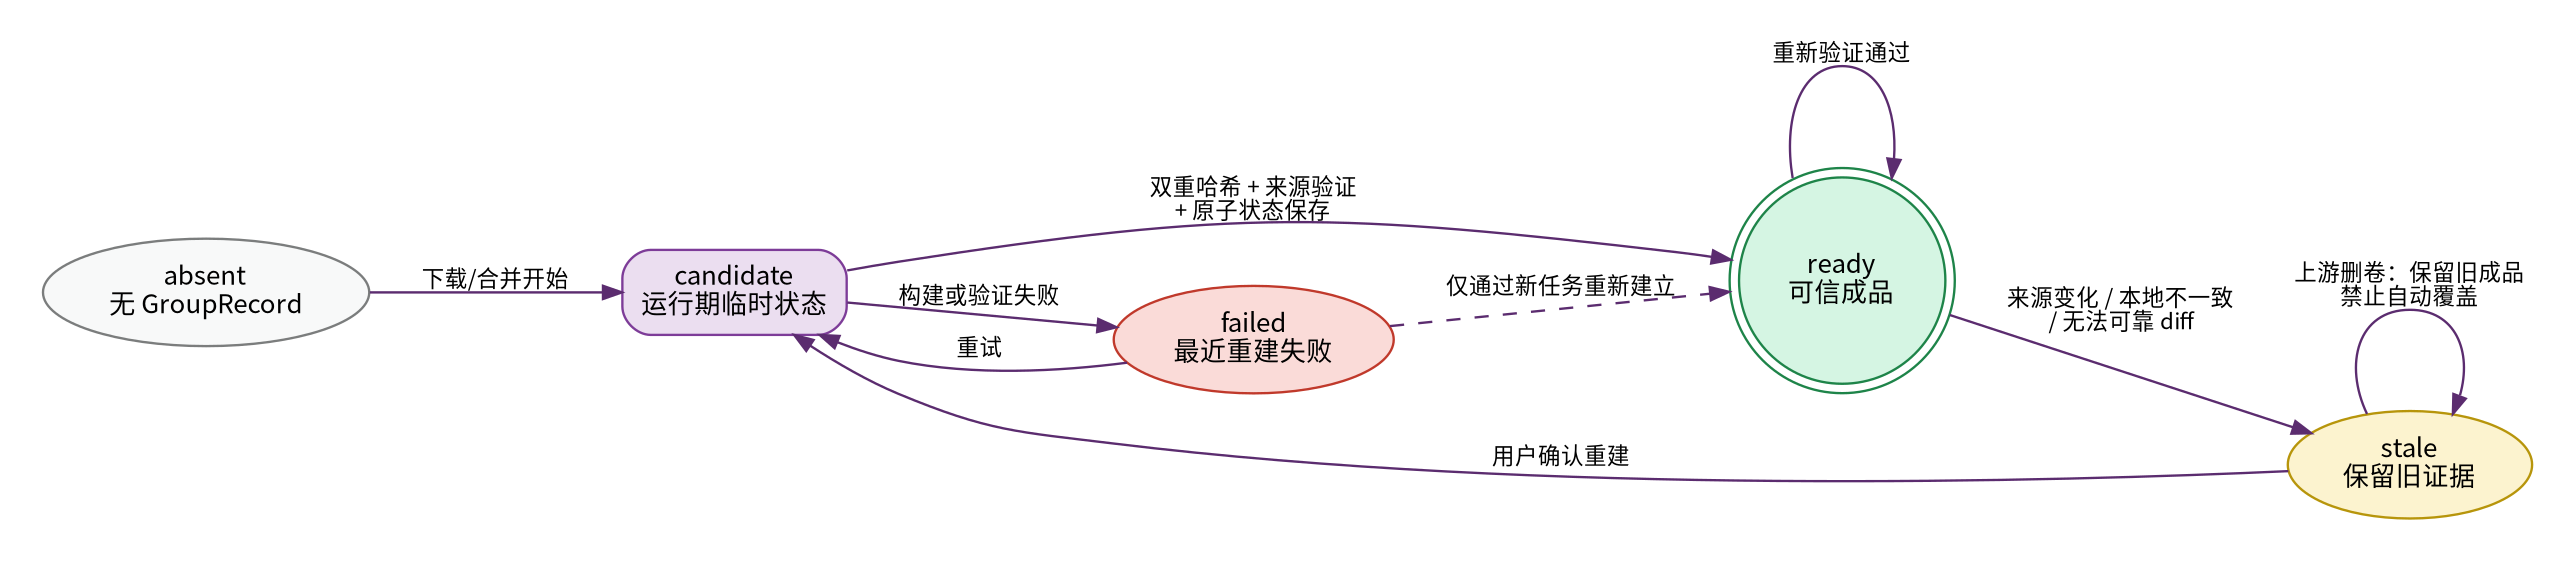 重新验证通过
双重哈希 + 来源验证
+ 原子状态保存
absent
无 GroupRecord
下载/合并开始
candidate
运行期临时状态
构建或验证失败
failed
最近重建失败
重试
仅通过新任务重新建立
ready
可信成品
来源变化 / 本地不一致
/ 无法可靠 diff
上游删卷：保留旧成品
禁止自动覆盖
stale
保留旧证据
用户确认重建